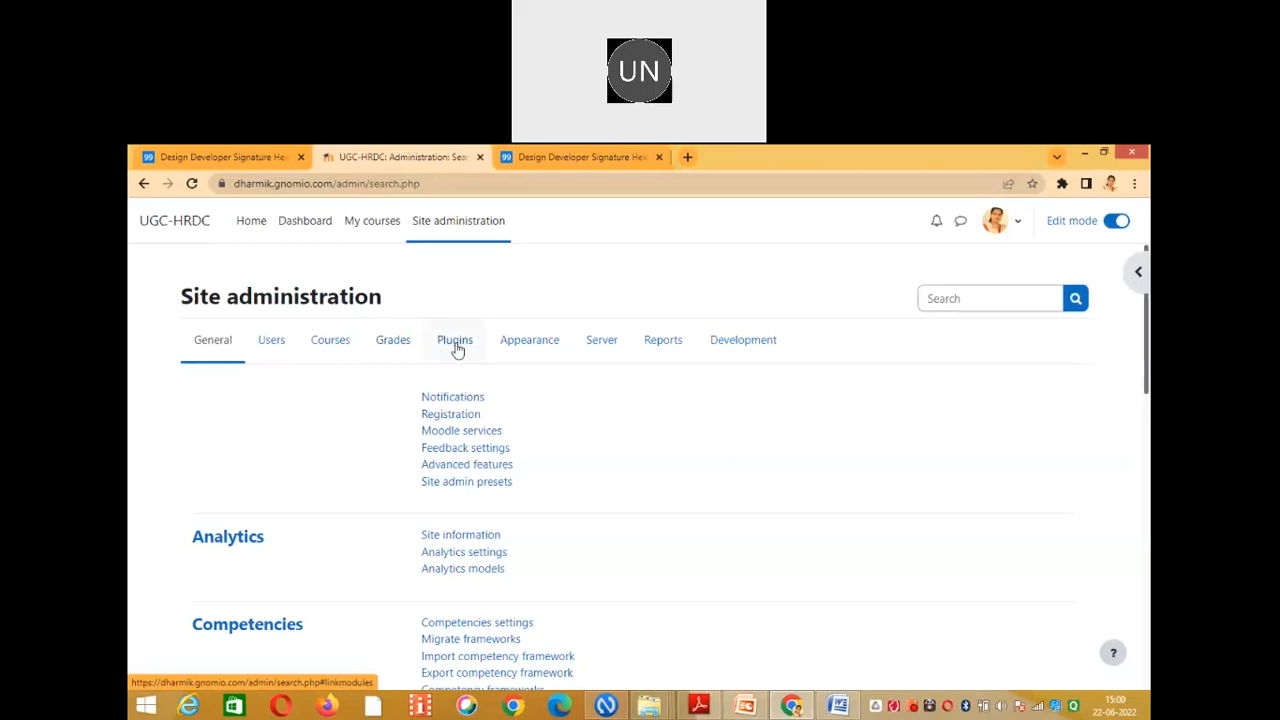 UN
Design Developer Signature He
UGC-HRDC: Administration: Sea
Design Developer Signature He
dharmik.gnomio.com/admin/search.php
UGC-HRDC Home Dashboard My courses Site administration Edit mode
Site administration
Search
General Users Courses Grades Plugins Appearance Server Reports Development
Notifications
Registration
Moodle services
Feedback settings
Advanced features
Site admin presets
Analytics
Site information
Analytics settings
Analytics models
Competencies
Competencies settings
Migrate frameworks
Import competency framework
Export competency framework
Competency frameworks
?
https://dharmik.gnomio.com/admin/search.php#linkmodules
15:00
22-06-2022